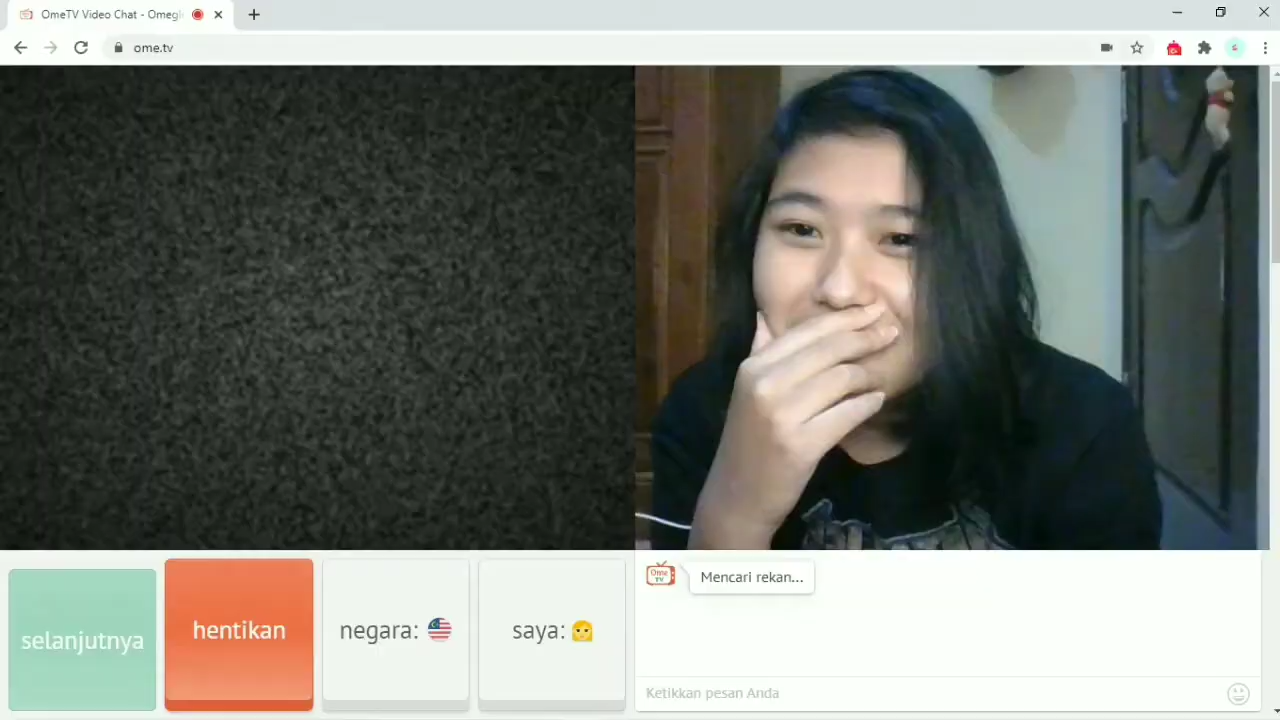 OmeTV Video Chat - Omegl
ome.tv
selanjutnya
hentikan
negara:
saya:
Ome
TV
Mencari rekan...
Ketikkan pesan Anda